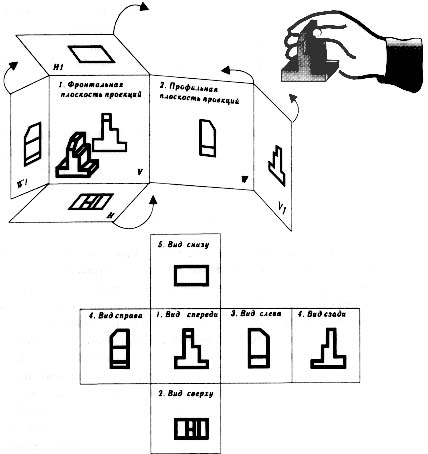 H1
1. Фронтальная
плоскость проекций
2. Профильная
плоскость проекций
W1
V
W
V1
H
5. Вид снизу
4. Вид справа
1. Вид спереди
3. Вид слева
4. Вид сзади
2. Вид сверху